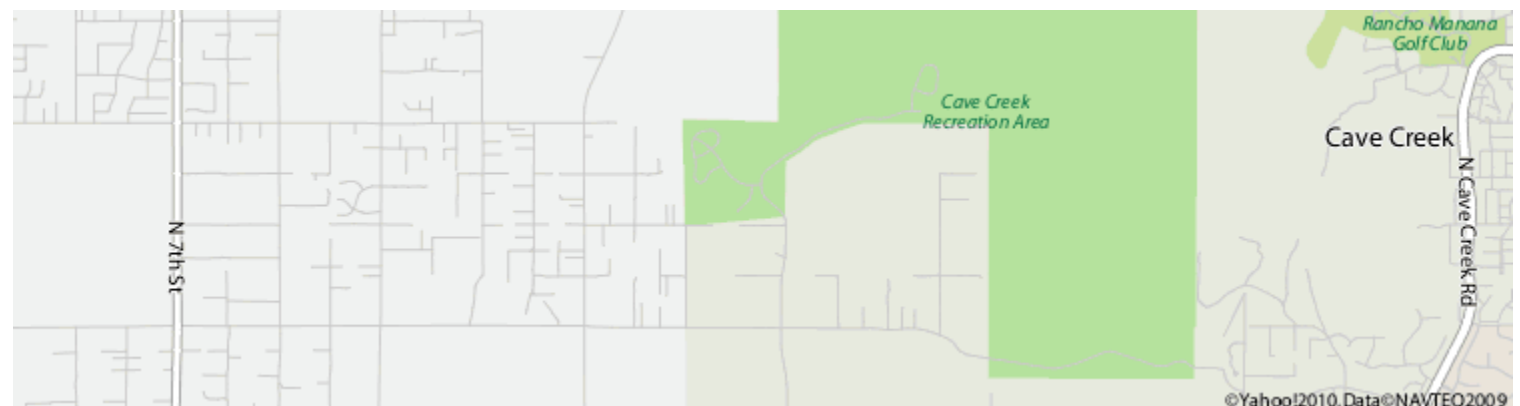 Rancho Manana
Golf Club
Cave Creek
Recreation Area
Cave Creek
N Cave Creek Rd
N 7th St
©Yahoo!2010, Data©NAVTEQ2009